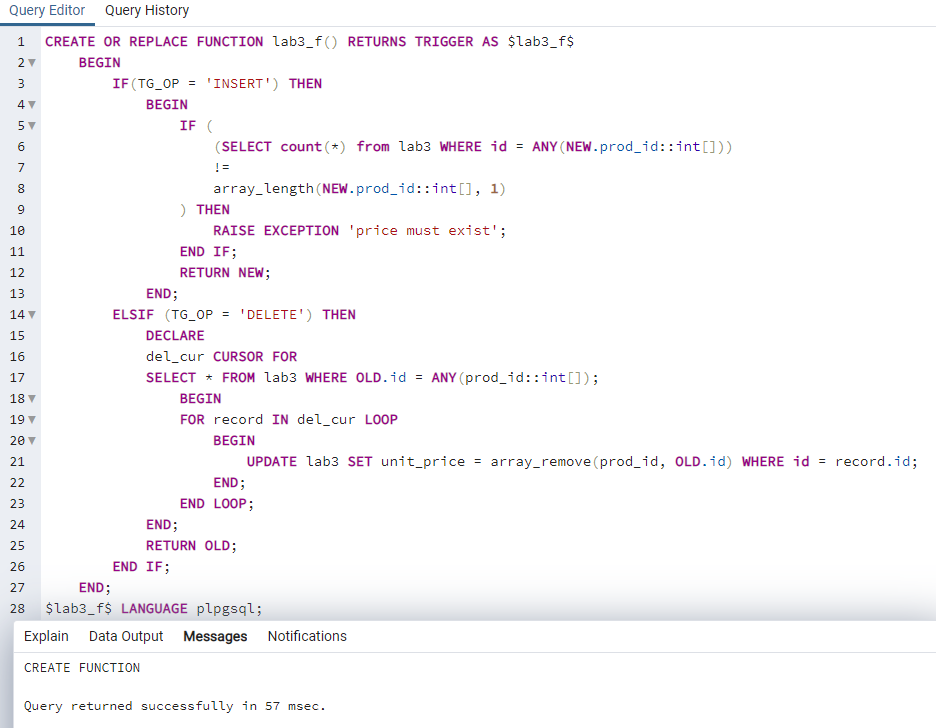 Query Editor Query History
1 CREATE OR REPLACE FUNCTION lab3_f() RETURNS TRIGGER AS $lab3_f$
2 BEGIN
3 IF(TG_OP = 'INSERT') THEN
4 BEGIN
5 IF (
6 (SELECT count(*) from lab3 WHERE id = ANY(NEW.prod_id::int[]))
7 !=
8 array_length(NEW.prod_id::int[], 1)
9 ) THEN
10 RAISE EXCEPTION 'price must exist';
11 END IF;
12 RETURN NEW;
13 END;
14 ELSIF (TG_OP = 'DELETE') THEN
15 DECLARE
16 del_cur CURSOR FOR
17 SELECT * FROM lab3 WHERE OLD.id = ANY(prod_id::int[]);
18 BEGIN
19 FOR record IN del_cur LOOP
20 BEGIN
21 UPDATE lab3 SET unit_price = array_remove(prod_id, OLD.id) WHERE id = record.id;
22 END;
23 END LOOP;
24 END;
25 RETURN OLD;
26 END IF;
27 END;
28 $lab3_f$ LANGUAGE plpgsql;
Explain Data Output Messages Notifications
CREATE FUNCTION
Query returned successfully in 57 msec.